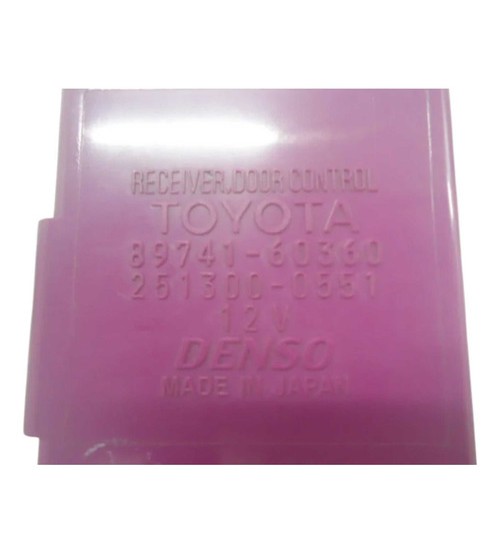 RECEIVER.DOOR CONTROL
TOYOTA
89741-60360
251300-0551
12V
DENSO
MADE IN JAPAN